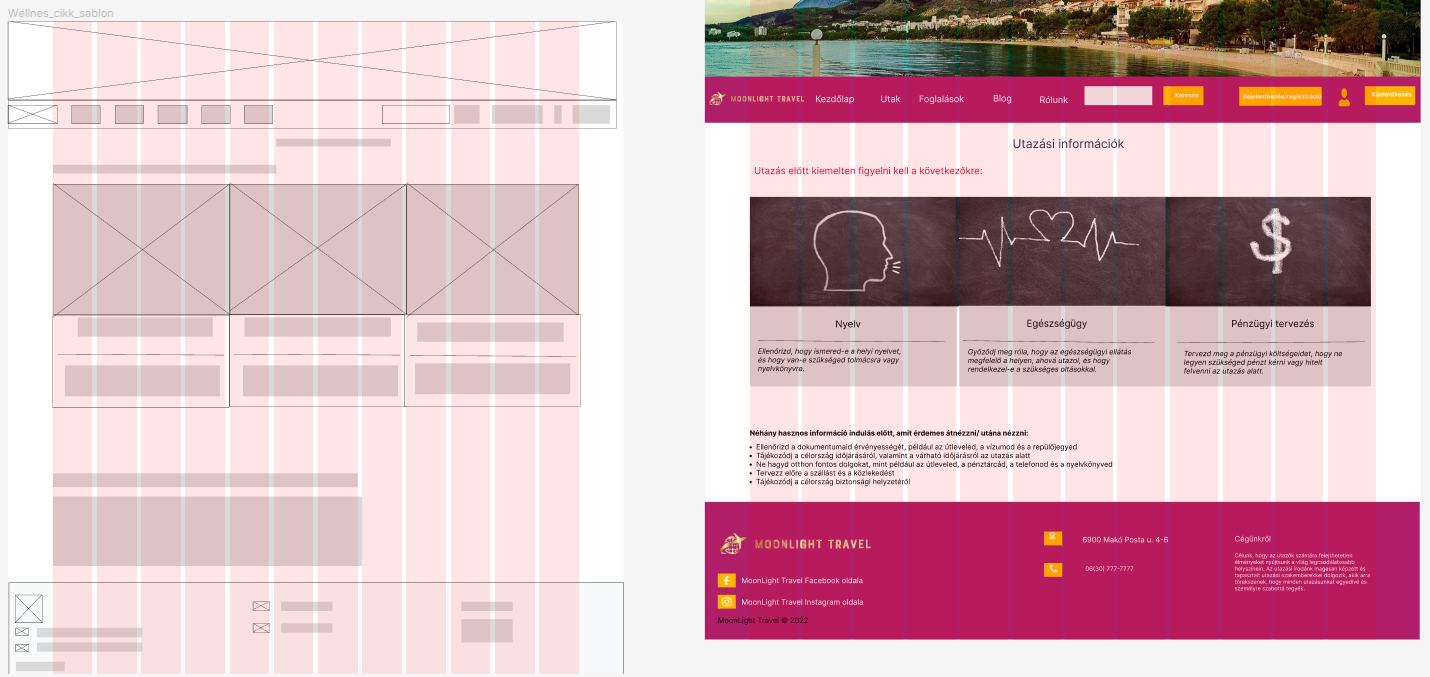 Wellnes_cikk_sablon
MOONLIGHT TRAVEL
Kezdőlap
Utak
Foglalások
Blog
Rólunk
Keresés
Bejelentkezés/regisztráció
Kijelentkezés
Utazási információk
Utazás előtt kiemelten figyelni kell a következőkre:
Nyelv
Ellenőrizd, hogy ismered-e a helyi nyelvet,
és hogy van-e szükséged tolmácsra vagy
nyelvkönyvre.
Egészségügy
Győződj meg róla, hogy az egészségügyi ellátás
megfelelő a helyen, ahová utazol, és hogy
rendelkezel-e a szükséges oltásokkal.
Pénzügyi tervezés
Tervezd meg a pénzügyi költségeidet, hogy ne
legyen szükséged pénzt kérni vagy hitelt
felvenni az utazás alatt.
Néhány hasznos információ indulás előtt, amit érdemes átnézzni/ utána nézzni:
• Ellenőrizd a dokumentumaid érvényességét, például az útleveled, a vízumod és a repülőjegyed
• Tájékozódj a célország időjárásáról, valamint a várható időjárásról az utazás alatt
• Ne hagyd otthon fontos dolgokat, mint például az útleveled, a pénztárcád, a telefonod és a nyelvkönyved
• Tervezz előre a szállást és a közlekedést
• Tájékozódj a célország biztonsági helyzetéről
MOONLIGHT TRAVEL
MoonLight Travel Facebook oldala
MoonLight Travel Instagram oldala
MoonLight Travel © 2022
6900 Makó Posta u. 4-6
06(30) 777-7777
Cégünkről
Célunk, hogy az utazók számára felejthetetlen
élményeket nyújtsunk a világ legcsodálatosabb
helyszínein. Az utazási irodánk magasan képzett és
tapasztalt utazási szakemberekkel dolgozik, akik arra
törekszenek, hogy minden utazásunkat egyedivé és
személyre szabottá tegyék.